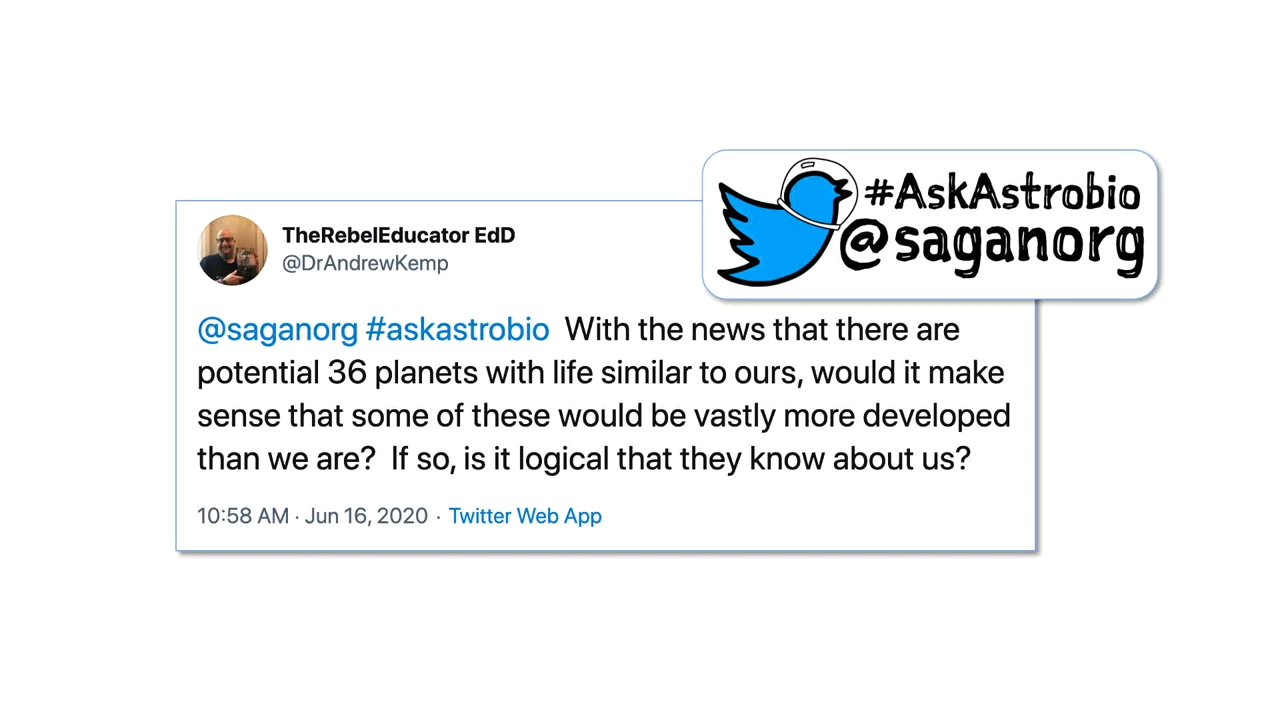 #AskAstrobio
@saganorg
TheRebelEducator EdD
@DrAndrewKemp
@saganorg #askastrobio With the news that there are
potential 36 planets with life similar to ours, would it make
sense that some of these would be vastly more developed
than we are? If so, is it logical that they know about us?
10:58 AM · Jun 16, 2020 · Twitter Web App